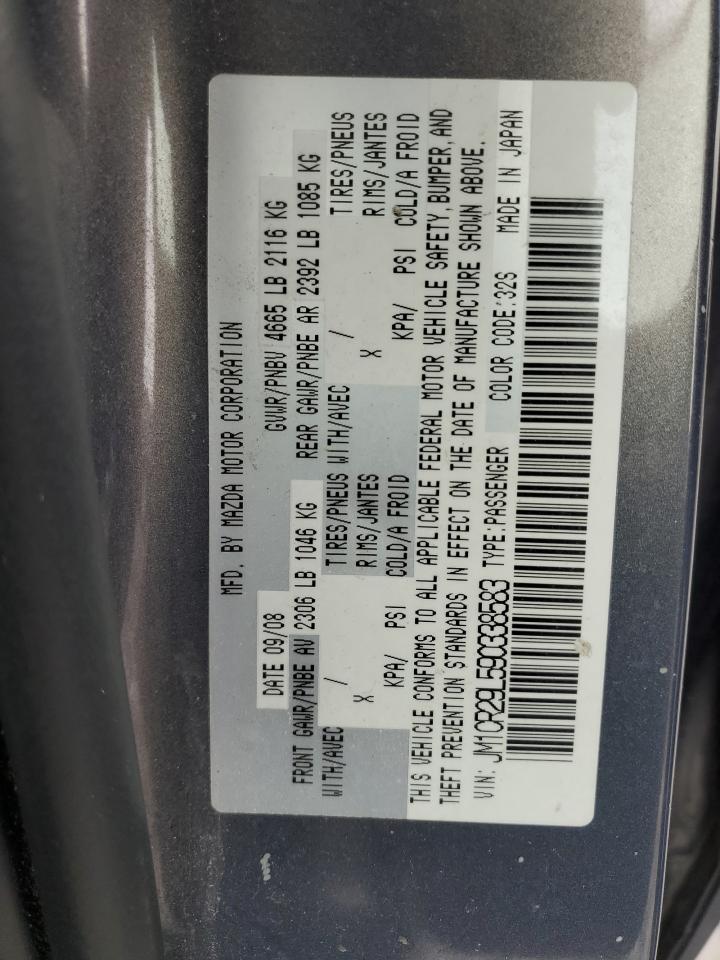 MFD. BY MAZDA MOTOR CORPORATION
DATE 09/08 GVWR/PNBV 4665 LB 2116 KG
FRONT GAWR/PNBE AV 2306 LB 1046 KG REAR GAWR/PNBE AR 2392 LB 1085 KG
WITH/AVEC / TIRES/PNEUS WITH/AVEC / TIRES/PNEUS
X RIMS/JANTES X RIMS/JANTES
KPA/ PSI COLD/A FROID KPA/ PSI COLD/A FROID
THIS VEHICLE CONFORMS TO ALL APPLICABLE FEDERAL MOTOR VEHICLE SAFETY, BUMPER, AND
THEFT PREVENTION STANDARDS IN EFFECT ON THE DATE OF MANUFACTURE SHOWN ABOVE.
VIN: JM1CR29L590338583 TYPE:PASSENGER COLOR CODE:32S MADE IN JAPAN